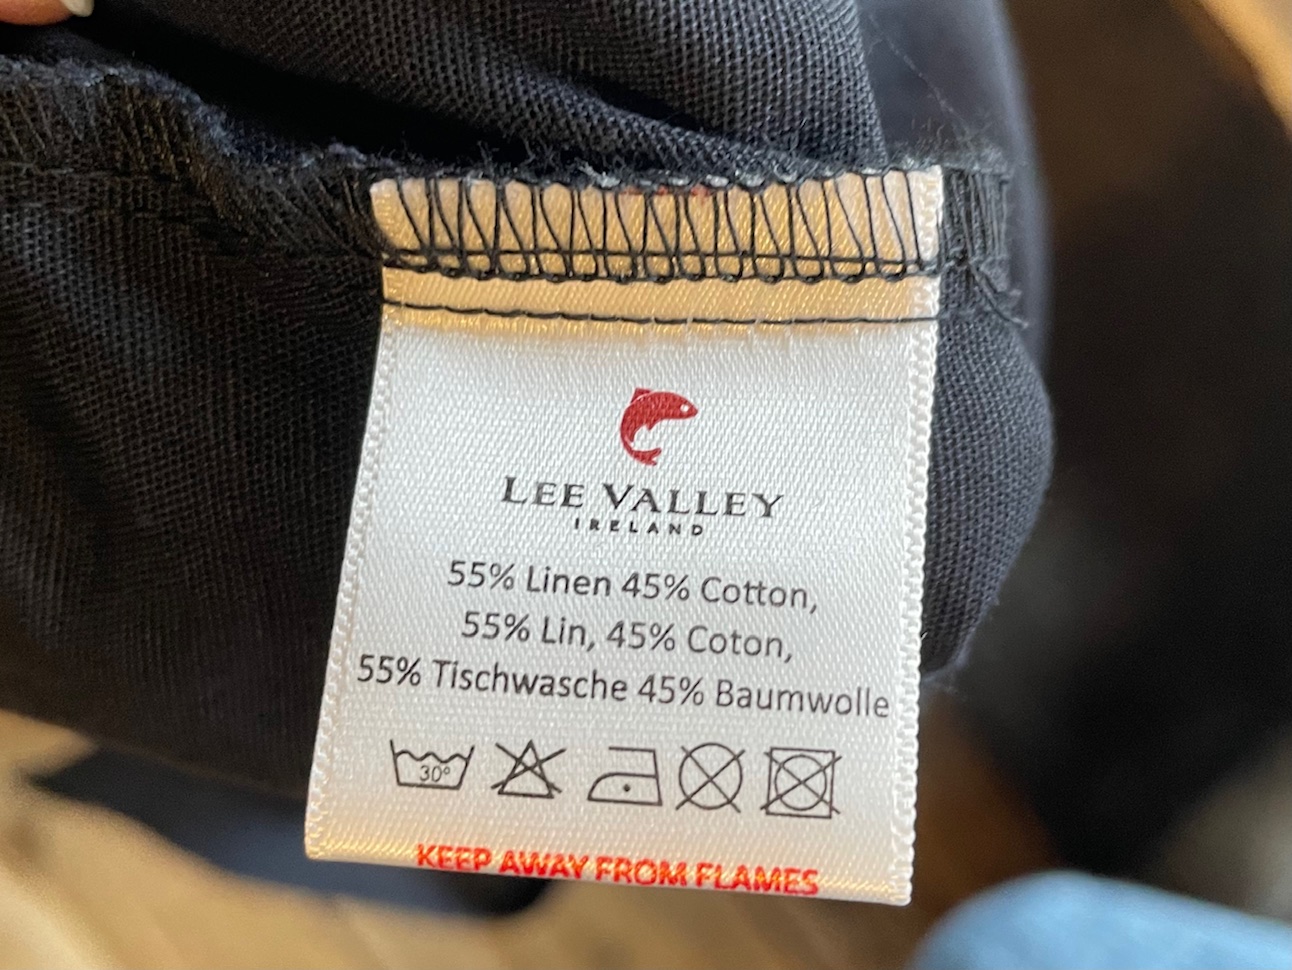 LEE VALLEY
IRELAND
55% Linen 45% Cotton,
55% Lin, 45% Coton,
55% Tischwasche 45% Baumwolle
30°
KEEP AWAY FROM FLAMES